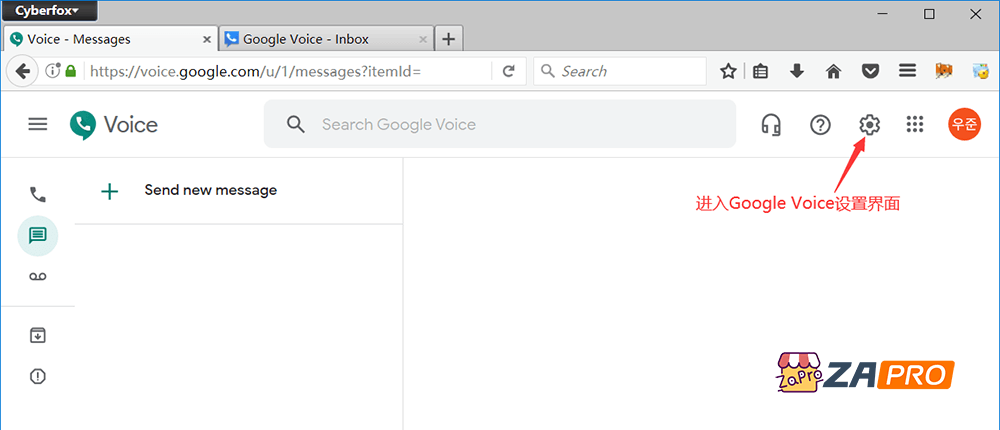 Cyberfox
Voice - Messages
Google Voice - Inbox
https://voice.google.com/u/1/messages?itemId=
Search
Voice
Search Google Voice
우준
Send new message
进入Google Voice设置界面
ZaPro
ZAPRO